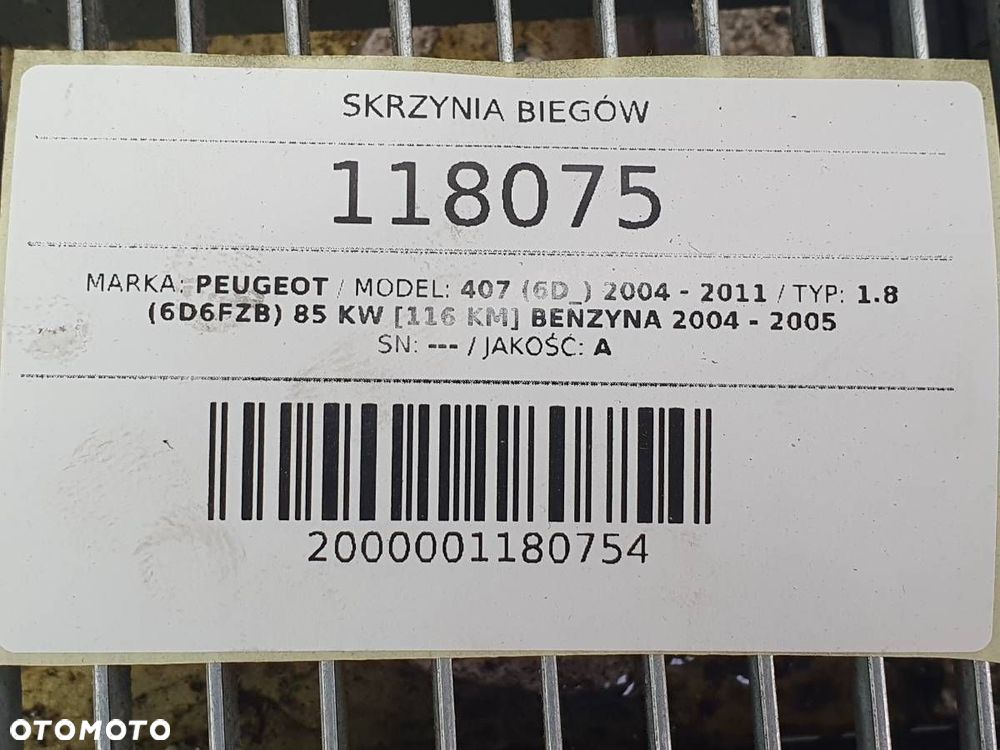 SKRZYNIA BIEGÓW
118075
MARKA: PEUGEOT / MODEL: 407 (6D_) 2004 - 2011 / TYP: 1.8
(6D6FZB) 85 KW [116 KM] BENZYNA 2004 - 2005
SN: --- / JAKOŚĆ: A
2000001180754
OTOMOTO